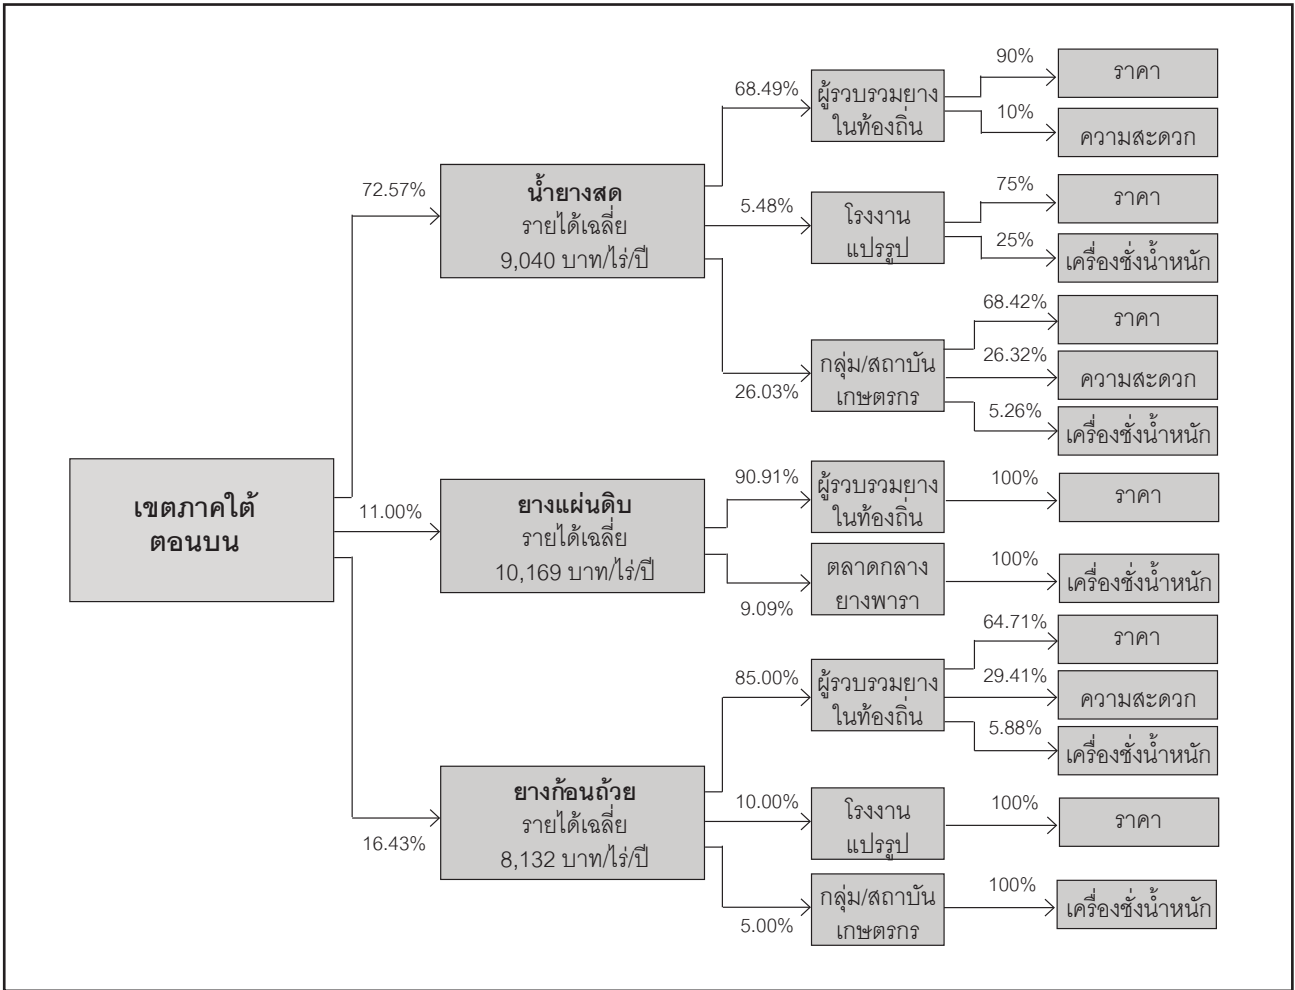 เขตภาคใต้
ตอนบน
72.57%
น้ำยางสด
รายได้เฉลี่ย
9,040 บาท/ไร่/ปี
68.49%
ผู้รวบรวมยาง
ในท้องถิ่น
90%
ราคา
10%
ความสะดวก
5.48%
โรงงาน
แปรรูป
75%
ราคา
25%
เครื่องชั่งน้ำหนัก
26.03%
กลุ่ม/สถาบัน
เกษตรกร
68.42%
ราคา
26.32%
ความสะดวก
5.26%
เครื่องชั่งน้ำหนัก
11.00%
ยางแผ่นดิบ
รายได้เฉลี่ย
10,169 บาท/ไร่/ปี
90.91%
ผู้รวบรวมยาง
ในท้องถิ่น
100%
ราคา
9.09%
ตลาดกลาง
ยางพารา
100%
เครื่องชั่งน้ำหนัก
16.43%
ยางก้อนถ้วย
รายได้เฉลี่ย
8,132 บาท/ไร่/ปี
85.00%
ผู้รวบรวมยาง
ในท้องถิ่น
64.71%
ราคา
29.41%
ความสะดวก
5.88%
เครื่องชั่งน้ำหนัก
10.00%
โรงงาน
แปรรูป
100%
ราคา
5.00%
กลุ่ม/สถาบัน
เกษตรกร
100%
เครื่องชั่งน้ำหนัก